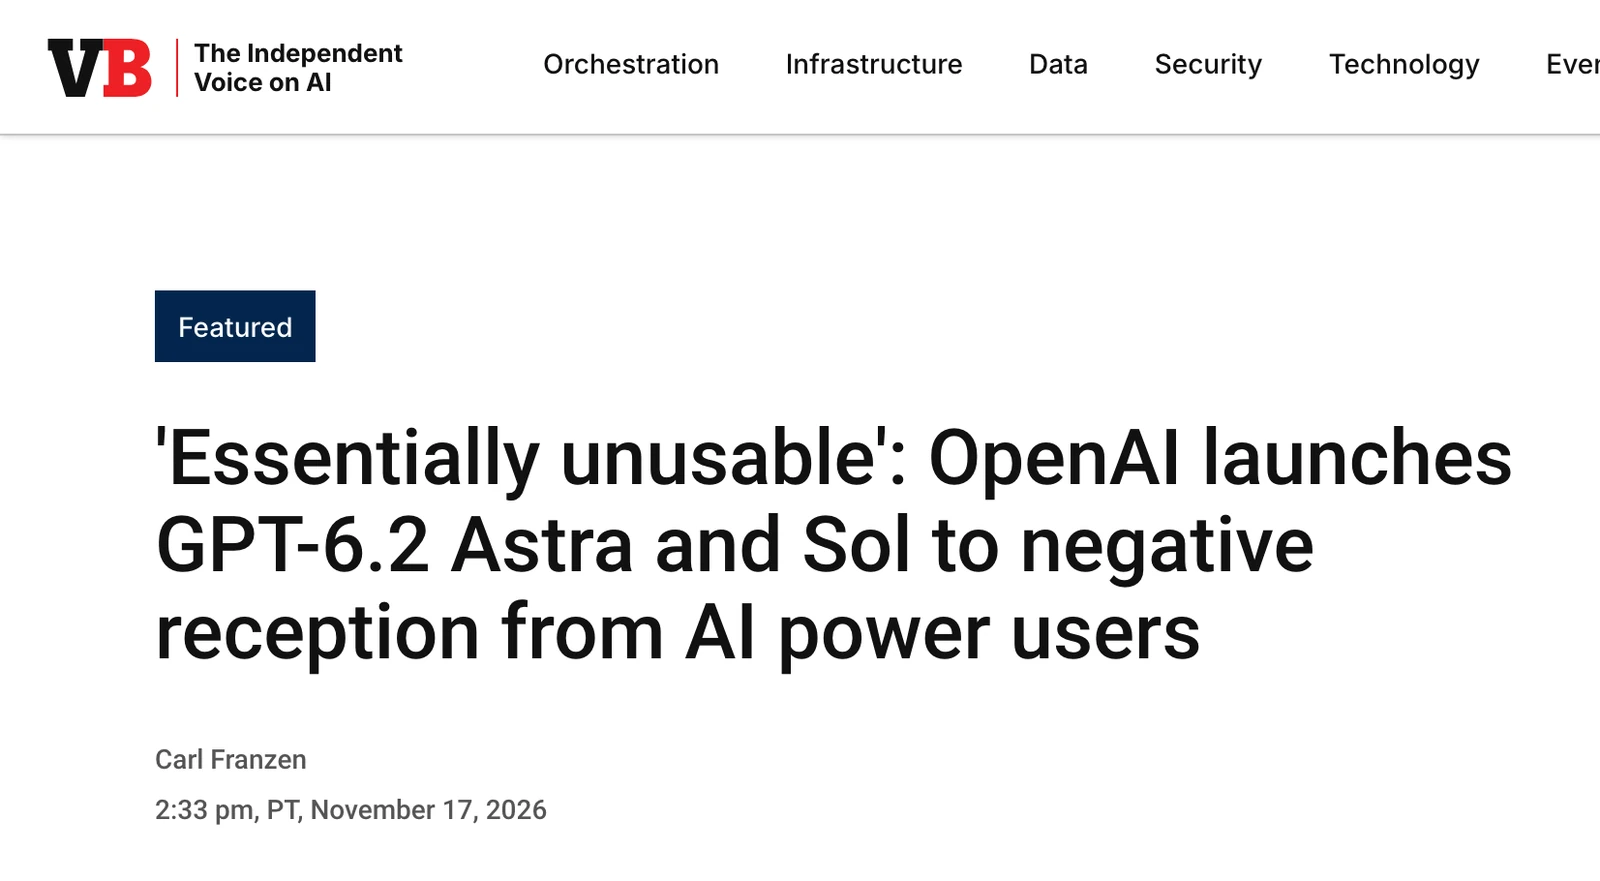 VB
The Independent
Voice on AI
Orchestration
Infrastructure
Data
Security
Technology
Featured
'Essentially unusable': OpenAI launches
GPT-6.2 Astra and Sol to negative
reception from AI power users
Carl Franzen
2:33 pm, PT, November 17, 2026